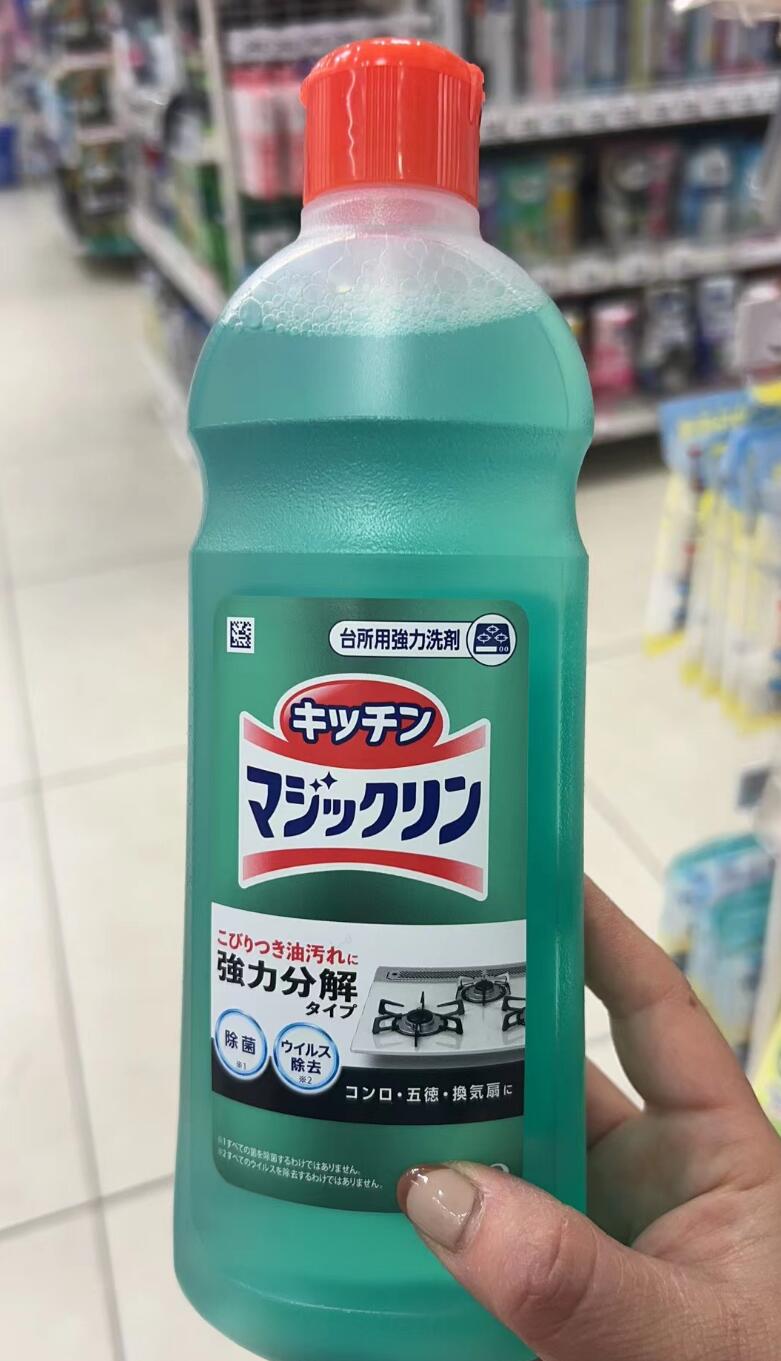 台所用強力洗剤
キッチン
マジックリン
こびりつき油汚れに
強力分解
タイプ
除菌
※1
ウイルス
除去
※2
コンロ・五徳・換気扇に
※1すべての菌を除菌するわけではありません。
※2すべてのウイルスを除去するわけではありません。